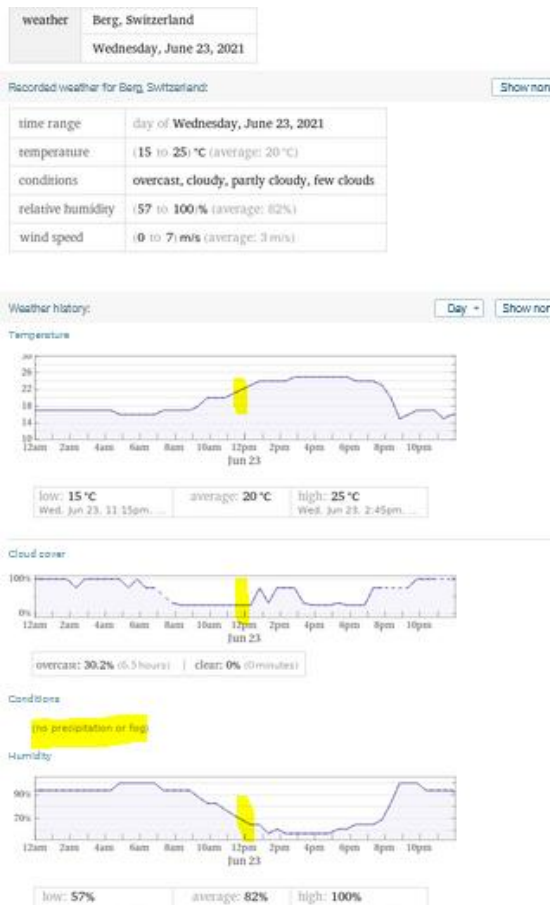 weather Berg, Switzerland
Wednesday, June 23, 2021
Recorded weather for Berg, Switzerland:
Show non
time range day of Wednesday, June 23, 2021
temperature (15 to 25) °C (average: 20 °C)
conditions overcast, cloudy, partly cloudy, few clouds
relative humidity (57 to 100)% (average: 82%)
wind speed (0 to 7) m/s (average: 3 m/s)
Weather history:
Day
Show non
Temperature
30
26
22
18
14
10
12am 2am 4am 6am 8am 10am 12pm 2pm 4pm 6pm 8pm 10pm
Jun 23
low: 15 °C average: 20 °C high: 25 °C
Wed, Jun 23, 11:15pm, ... Wed, Jun 23, 2:45pm, ...
Cloud cover
100%
0%
12am 2am 4am 6am 8am 10am 12pm 2pm 4pm 6pm 8pm 10pm
Jun 23
overcast: 30.2% (6.5 hours) | clear: 0% (0 minutes)
Conditions
(no precipitation or fog)
Humidity
90%
70%
12am 2am 4am 6am 8am 10am 12pm 2pm 4pm 6pm 8pm 10pm
Jun 23
low: 57% average: 82% high: 100%